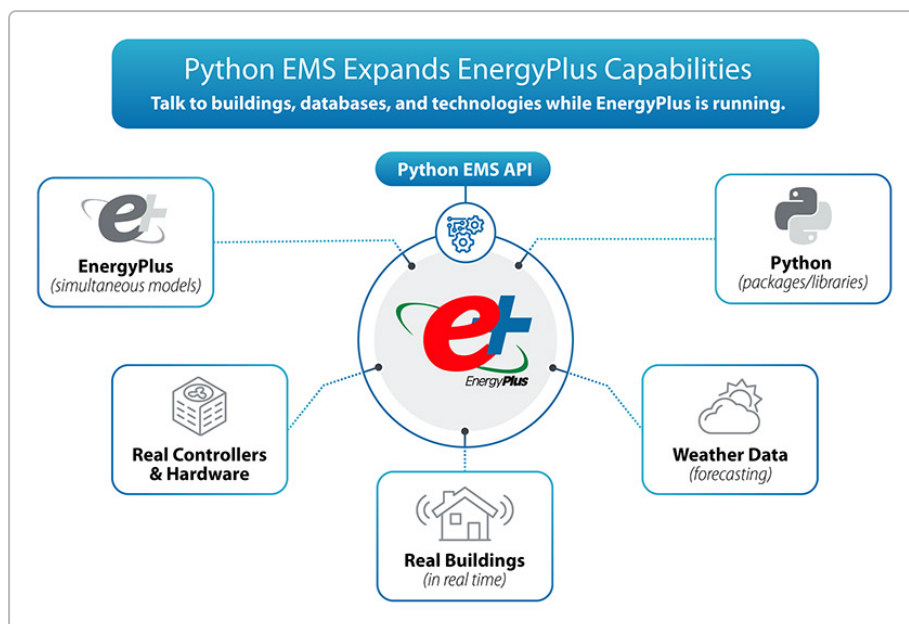 Python EMS Expands EnergyPlus Capabilities
Talk to buildings, databases, and technologies while EnergyPlus is running.
Python EMS API
e+
EnergyPlus
(simultaneous models)
Python
(packages/libraries)
e+
EnergyPlus
Real Controllers
& Hardware
Weather Data
(forecasting)
Real Buildings
(in real time)